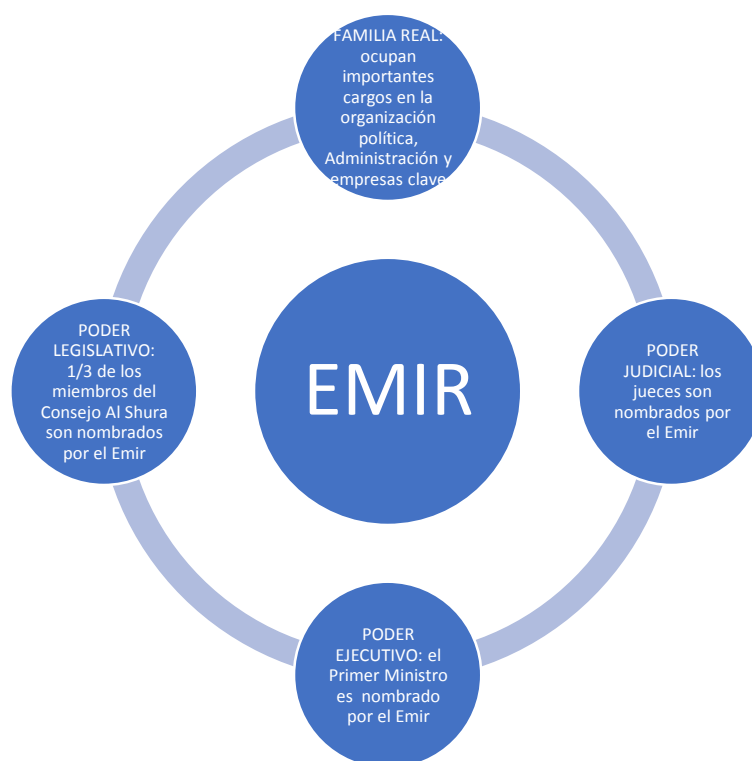 FAMILIA REAL:
ocupan
importantes
cargos en la
organización
política,
Administración y
empresas clave
EMIR
PODER
LEGISLATIVO:
1/3 de los
miembros del
Consejo Al Shura
son nombrados
por el Emir
PODER
JUDICIAL: los
jueces son
nombrados por
el Emir
PODER
EJECUTIVO: el
Primer Ministro
es nombrado
por el Emir